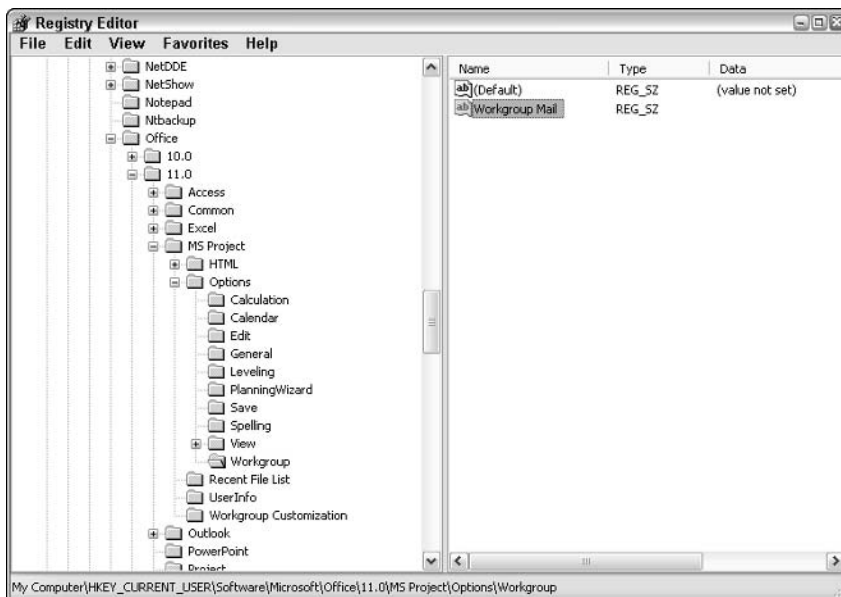 Registry Editor
File Edit View Favorites Help
NetDDE
NetShow
Notepad
Ntbackup
Office
10.0
11.0
Access
Common
Excel
MS Project
HTML
Options
Calculation
Calendar
Edit
General
Leveling
PlanningWizard
Save
Spelling
View
Workgroup
Recent File List
UserInfo
Workgroup Customization
Outlook
PowerPoint
Project
Name Type Data
ab (Default) REG_SZ (value not set)
ab Workgroup Mail REG_SZ
My Computer\HKEY_CURRENT_USER\Software\Microsoft\Office\11.0\MS Project\Options\Workgroup